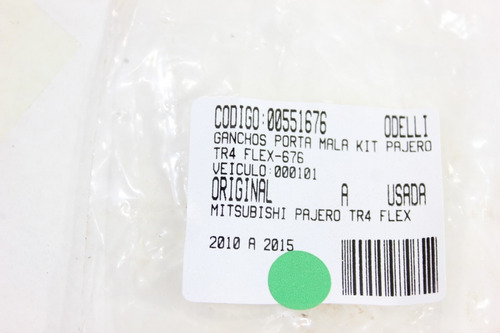 CODIGO:00551676 ODELLI
GANCHOS PORTA MALA KIT PAJERO
TR4 FLEX-676
VEICULO:000101
ORIGINAL A USADA
MITSUBISHI PAJERO TR4 FLEX
2010 A 2015